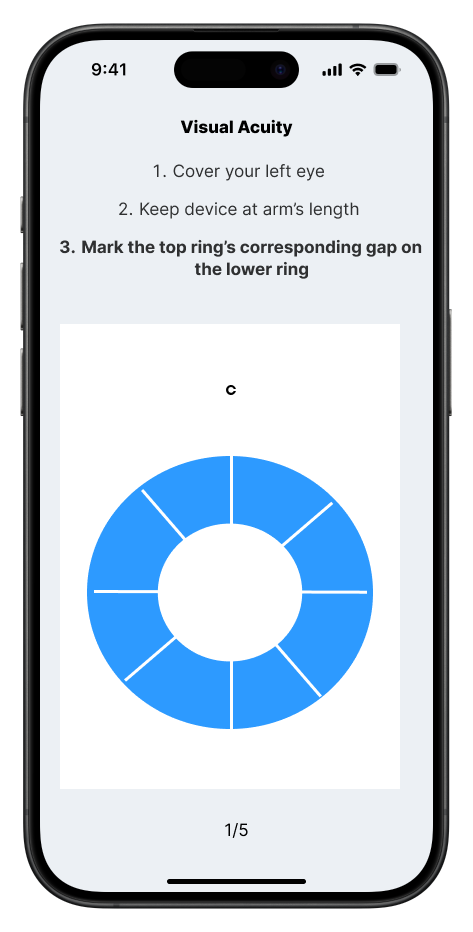 9:41
Visual Acuity
1. Cover your left eye
2. Keep device at arm's length
3. Mark the top ring's corresponding gap on
the lower ring
C
1/5